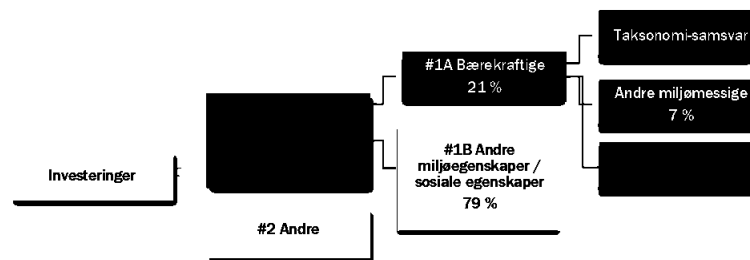 Taksonomi-samsvar
#1A Bærekraftige
21 %
Andre miljømessige
7 %
#1B Andre
miljøegenskaper /
sosiale egenskaper
79 %
Investeringer
#2 Andre